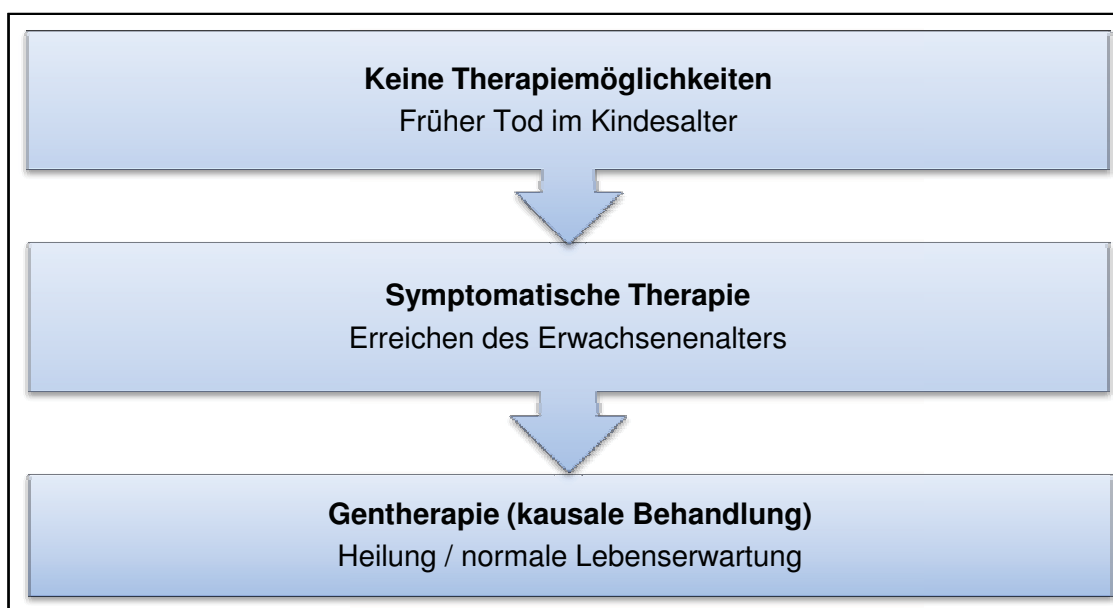 Keine Therapiemöglichkeiten
Früher Tod im Kindesalter
Symptomatische Therapie
Erreichen des Erwachsenenalters
Gentherapie (kausale Behandlung)
Heilung / normale Lebenserwartung